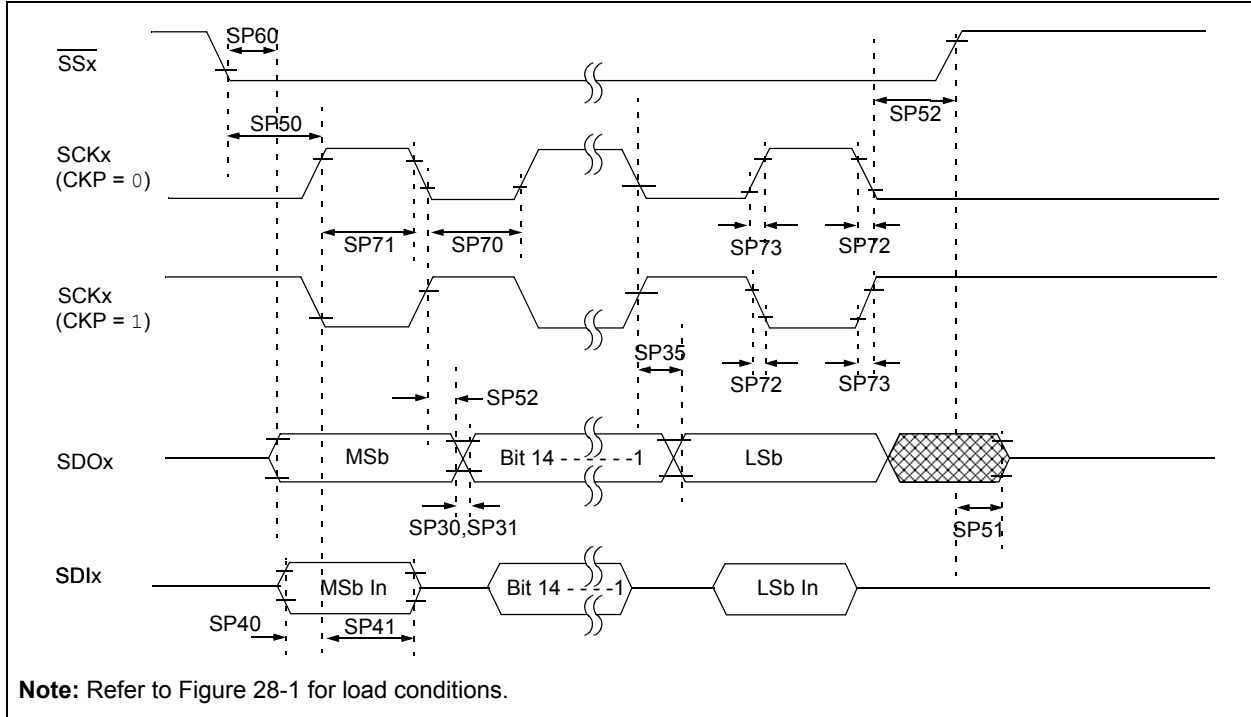 SP60
SSx
SP52
SP50
SCKx
(CKP = 0)
SP71
SP70
SP73
SP72
SCKx
(CKP = 1)
SP35
SP72
SP73
SP52
SDOx
MSb
Bit 14 - - - - - -1
LSb
SP30,SP31
SP51
SDIx
MSb In
Bit 14 - - - -1
LSb In
SP40
SP41
Note: Refer to Figure 28-1 for load conditions.